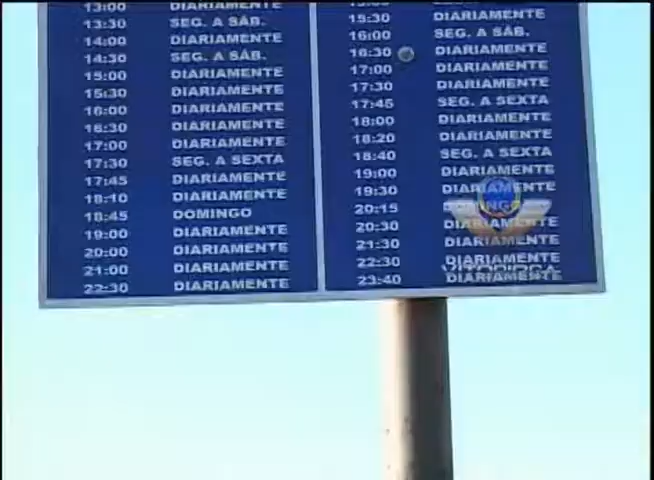 13:00 DIARIAMENTE
13:30 SEG. A SÁB.
14:00 DIARIAMENTE
14:30 SEG. A SÁB.
15:00 DIARIAMENTE
15:30 DIARIAMENTE
16:00 DIARIAMENTE
16:30 DIARIAMENTE
17:00 DIARIAMENTE
17:30 SEG. A SEXTA
17:45 DIARIAMENTE
18:10 DIARIAMENTE
18:45 DOMINGO
19:00 DIARIAMENTE
20:00 DIARIAMENTE
21:00 DIARIAMENTE
22:30 DIARIAMENTE
15:30 DIARIAMENTE
16:00 SEG. A SÁB.
16:30 DIARIAMENTE
17:00 DIARIAMENTE
17:30 DIARIAMENTE
17:45 SEG. A SEXTA
18:00 DIARIAMENTE
18:20 DIARIAMENTE
18:40 SEG. A SEXTA
19:00 DIARIAMENTE
19:30 DIARIAMENTE
20:15 DOMINGO
20:30 DIARIAMENTE
21:30 DIARIAMENTE
22:30 DIARIAMENTE
23:40 DIARIAMENTE